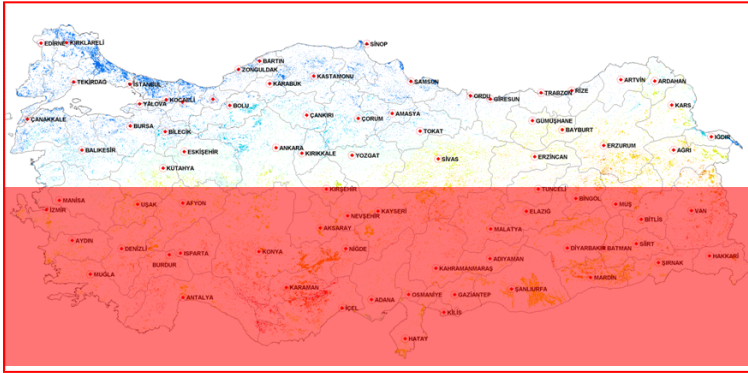 SİNOP
EDİRNE
KIRKLARELİ
BARTIN
ZONGULDAK
KASTAMONU
TEKİRDAĞ
İSTANBUL
KARABÜK
SAMSUN
ARTVİN
ARDAHAN
ORDU
TRABZON
RİZE
GİRESUN
KOCAELİ
YALOVA
BOLU
KARS
ÇANAKKALE
ÇANKIRI
ÇORUM
AMASYA
GÜMÜŞHANE
BURSA
BİLECİK
TOKAT
BAYBURT
IĞDIR
BALIKESİR
ESKİŞEHİR
ANKARA
KIRIKKALE
YOZGAT
SİVAS
ERZİNCAN
ERZURUM
AĞRI
KÜTAHYA
KIRŞEHİR
TUNCELİ
MANİSA
UŞAK
AFYON
BİNGÖL
MUŞ
İZMİR
NEVŞEHİR
KAYSERİ
ELAZIĞ
VAN
BİTLİS
AKSARAY
MALATYA
AYDIN
DENİZLİ
ISPARTA
KONYA
NİĞDE
DİYARBAKIR
BATMAN
SİİRT
BURDUR
ADIYAMAN
ŞIRNAK
HAKKARİ
MUĞLA
KAHRAMANMARAŞ
MARDİN
KARAMAN
ŞANLIURFA
ANTALYA
ADANA
OSMANİYE
GAZİANTEP
İÇEL
KİLİS
HATAY